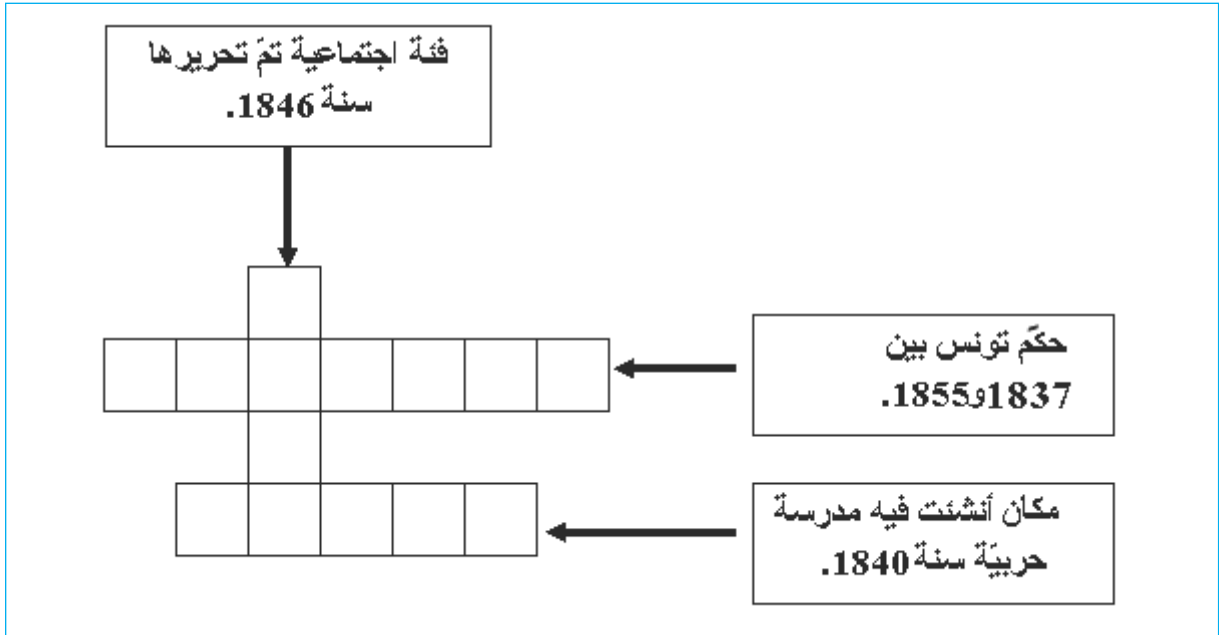 فئة اجتماعية تمّ تحريرها
سنة 1846.
حكّم تونس بين
1837و1855.
مكان أنشئت فيه مدرسة
حربيّة سنة 1840.